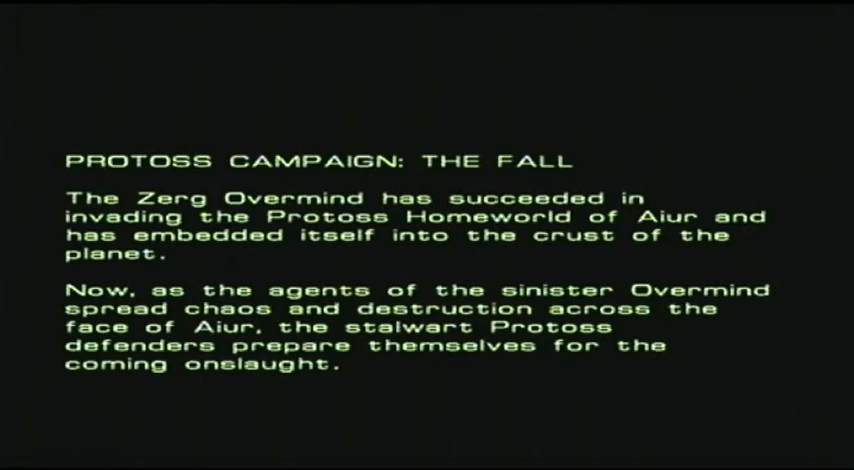 PROTOSS CAMPAIGN: THE FALL
The Zerg Overmind has succeeded in
invading the Protoss Homeworld of Aiur and
has embedded itself into the crust of the
planet.
Now, as the agents of the sinister Overmind
spread chaos and destruction across the
face of Aiur, the stalwart Protoss
defenders prepare themselves for the
coming onslaught.